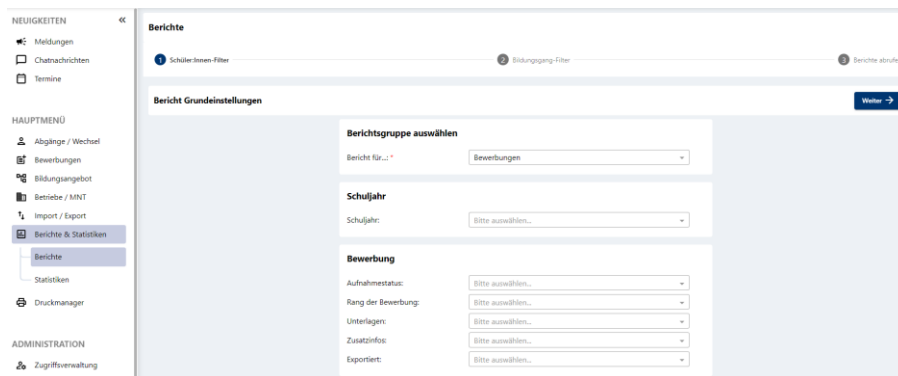 NEUIGKEITEN «
Meldungen
Chatnachrichten
Termine
HAUPTMENÜ
Abgänge / Wechsel
Bewerbungen
Bildungsangebot
Betriebe / MNT
Import / Export
Berichte & Statistiken
Berichte
Statistiken
Druckmanager
ADMINISTRATION
Zugriffsverwaltung
Berichte
1 Schüler:Innen-Filter
2 Bildungsgang-Filter
3 Berichte abrufe
Bericht Grundeinstellungen
Weiter →
Berichtsgruppe auswählen
Bericht für...: * Bewerbungen
Schuljahr
Schuljahr: Bitte auswählen...
Bewerbung
Aufnahmestatus: Bitte auswählen...
Rang der Bewerbung: Bitte auswählen...
Unterlagen: Bitte auswählen...
Zusatzinfos: Bitte auswählen...
Exportiert: Bitte auswählen...